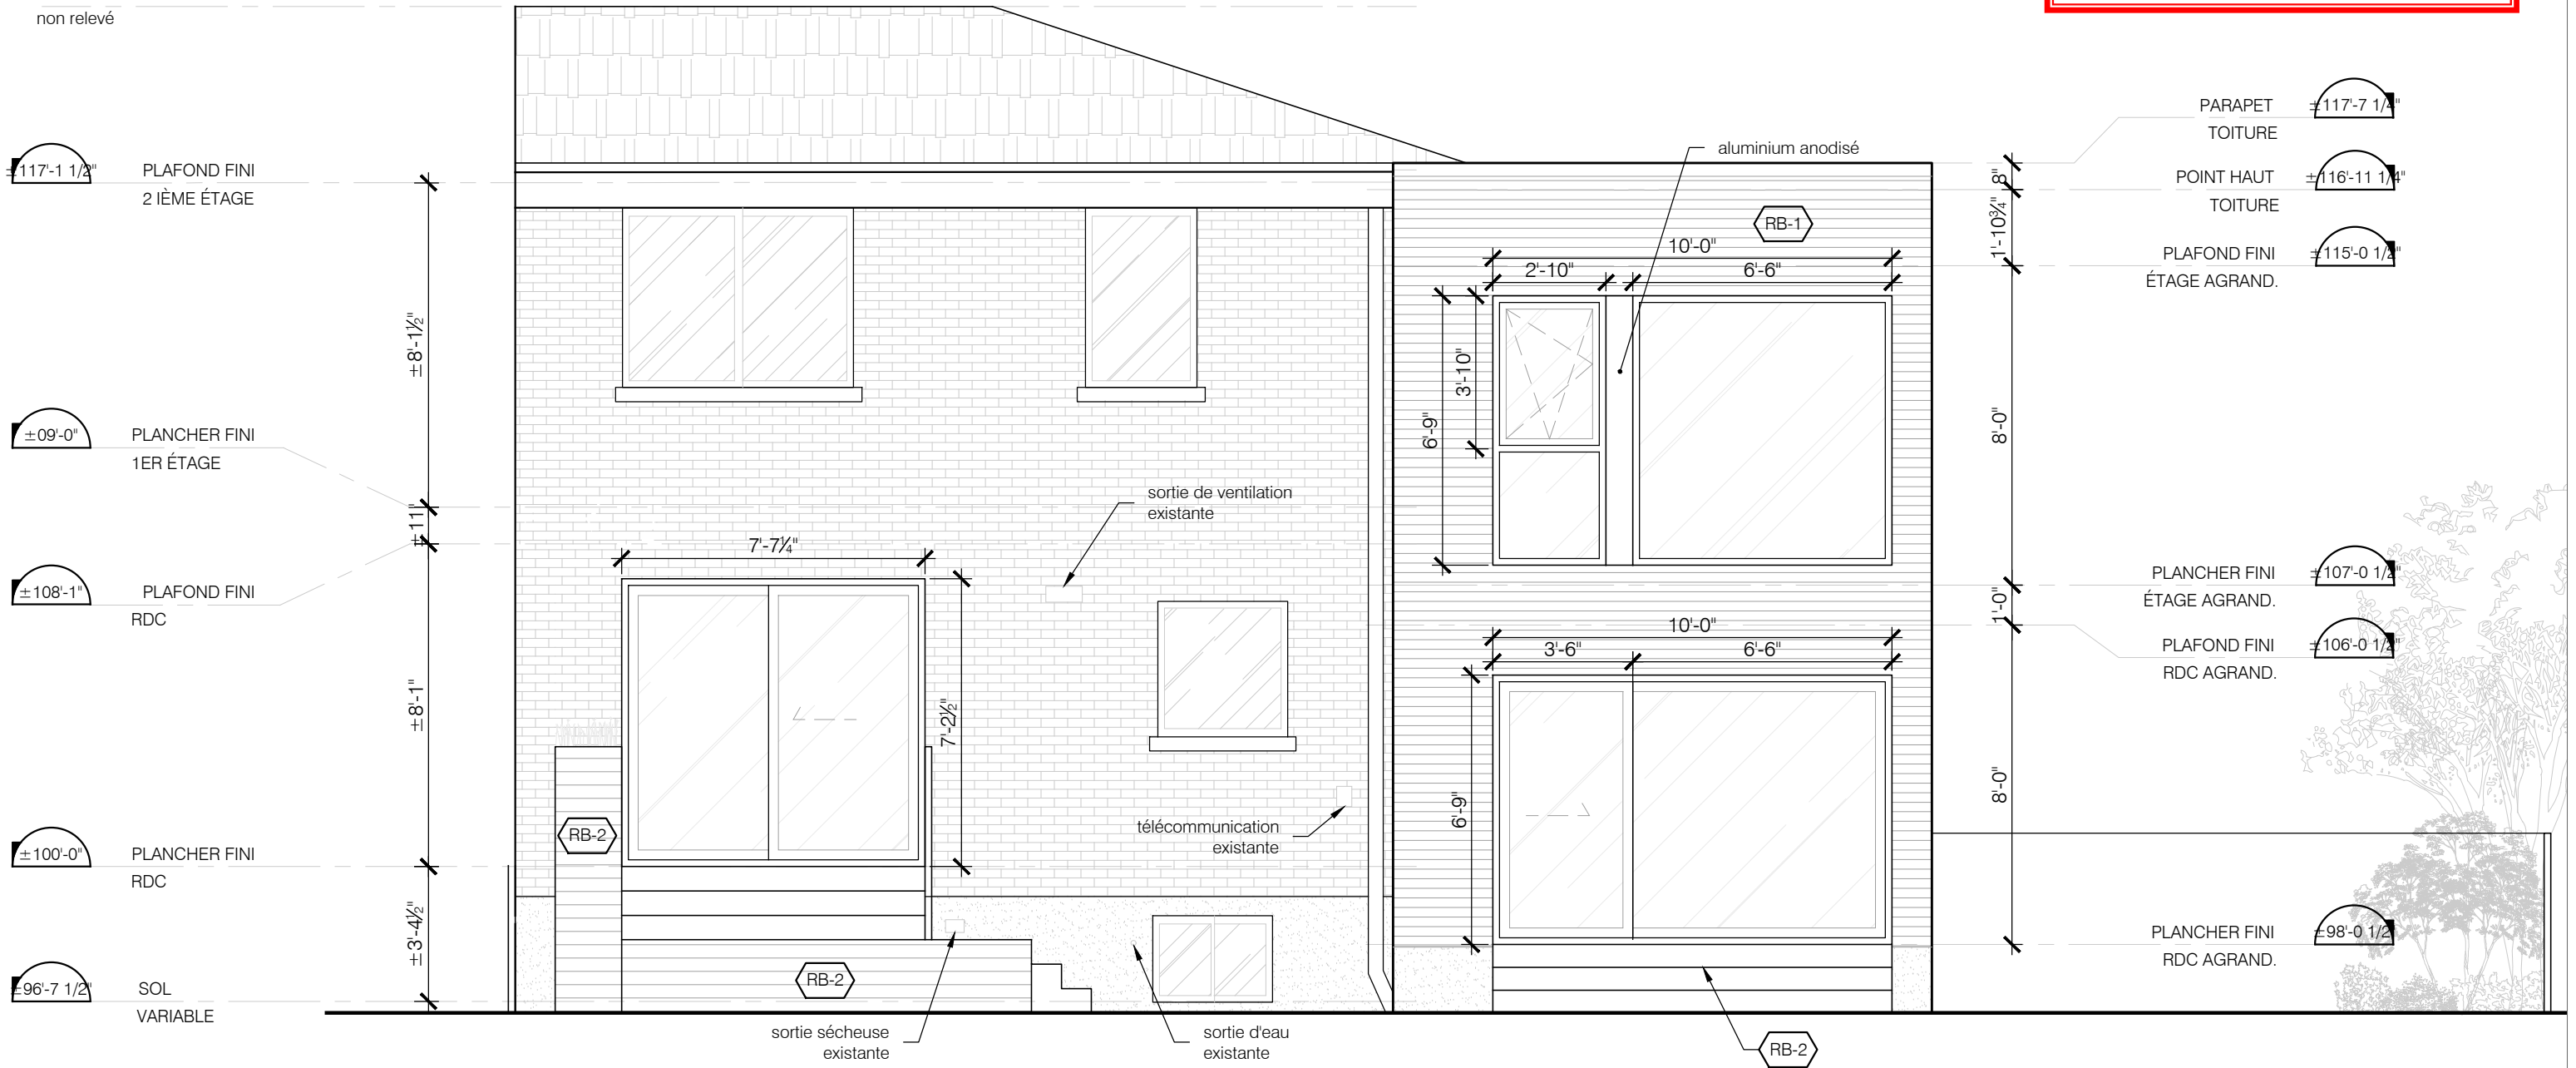 non relevé
±117'-1 1/2"
PLAFOND FINI
2 IÈME ÉTAGE
±09'-0"
PLANCHER FINI
1ER ÉTAGE
±108'-1"
PLAFOND FINI
RDC
±100'-0"
PLANCHER FINI
RDC
±96'-7 1/2"
SOL
VARIABLE
±8'-1½"
±11"
±8'-1"
±3'-4½"
7'-7¼"
7'-2½"
RB-2
RB-2
sortie de ventilation
existante
télécommunication
existante
sortie sécheuse
existante
sortie d'eau
existante
aluminium anodisé
RB-1
10'-0"
2'-10"
6'-6"
3'-10"
6'-9"
10'-0"
3'-6"
6'-6"
6'-9"
RB-2
8"
1'-10¾"
8'-0"
1'-0"
8'-0"
PARAPET
TOITURE
±117'-7 1/4"
POINT HAUT
TOITURE
±116'-11 1/4"
PLAFOND FINI
ÉTAGE AGRAND.
±115'-0 1/2"
PLANCHER FINI
ÉTAGE AGRAND.
±107'-0 1/2"
PLAFOND FINI
RDC AGRAND.
±106'-0 1/2"
PLANCHER FINI
RDC AGRAND.
±98'-0 1/2"